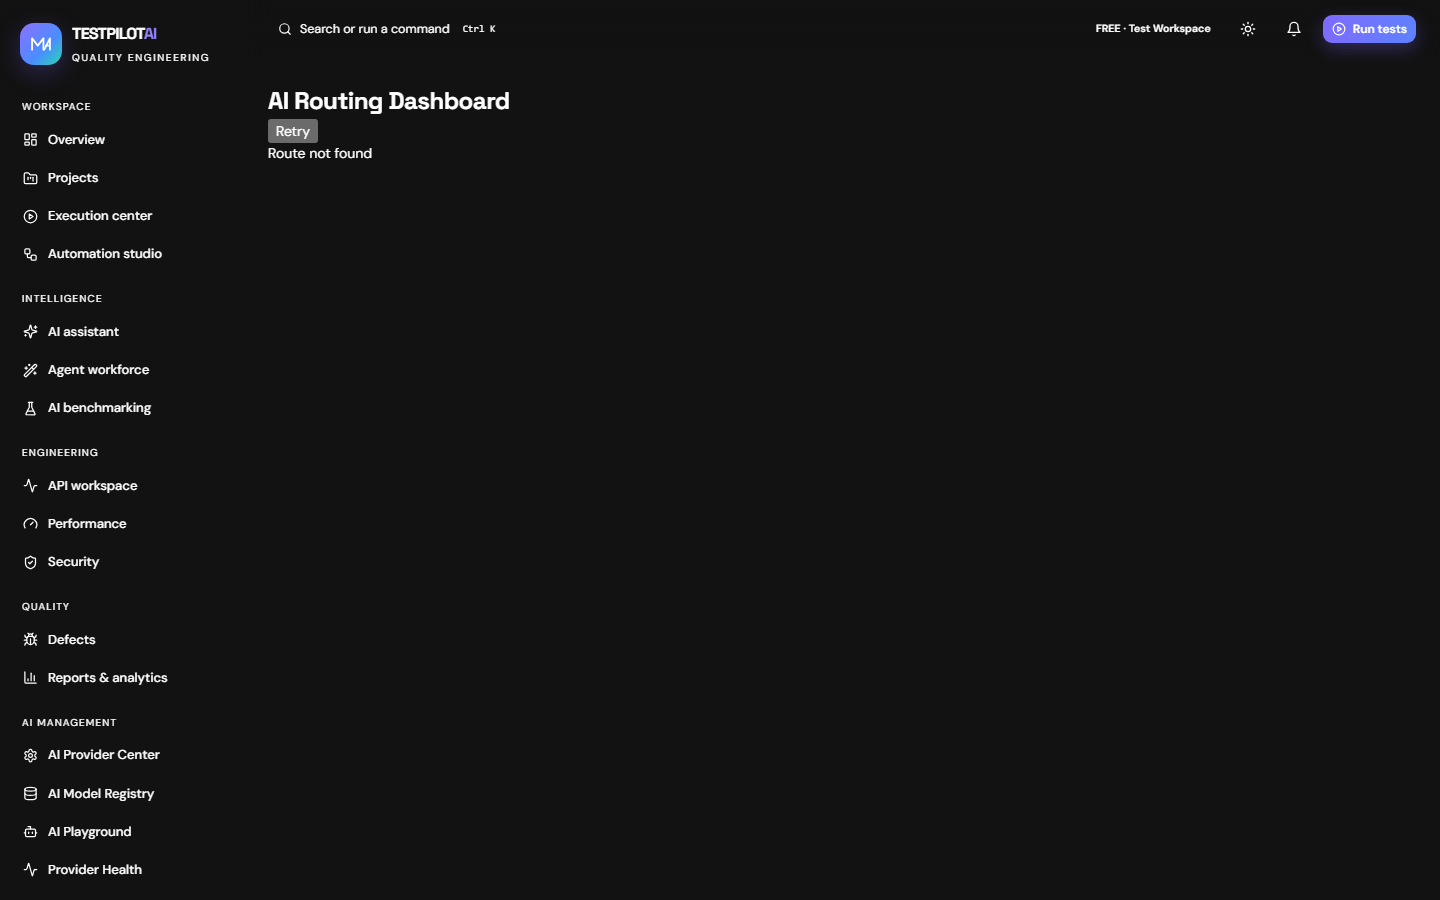 TESTPILOTAI
QUALITY ENGINEERING
Search or run a command Ctrl K
FREE · Test Workspace
Run tests
WORKSPACE
Overview
Projects
Execution center
Automation studio
INTELLIGENCE
AI assistant
Agent workforce
AI benchmarking
ENGINEERING
API workspace
Performance
Security
QUALITY
Defects
Reports & analytics
AI MANAGEMENT
AI Provider Center
AI Model Registry
AI Playground
Provider Health
AI Routing Dashboard
Retry
Route not found